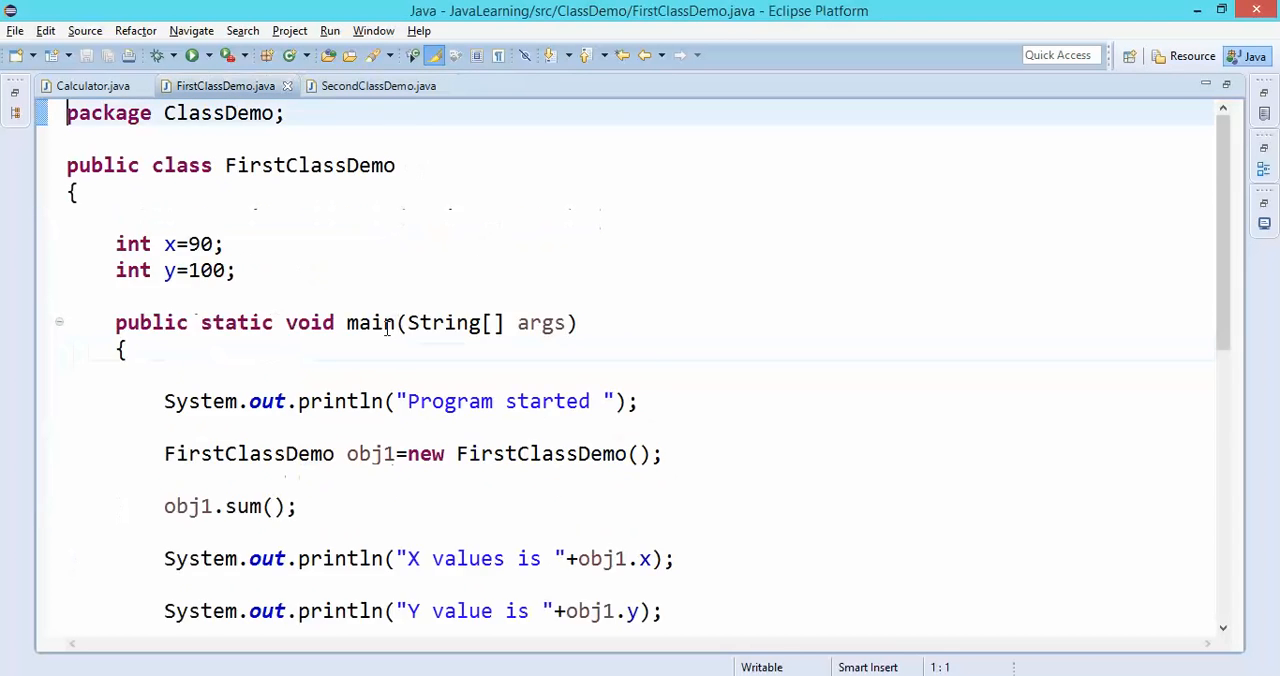 Java - JavaLearning/src/ClassDemo/FirstClassDemo.java - Eclipse Platform
File Edit Source Refactor Navigate Search Project Run Window Help
Quick Access Resource Java
Calculator.java FirstClassDemo.java SecondClassDemo.java
package ClassDemo;
public class FirstClassDemo
{
int x=90;
int y=100;
public static void main(String[] args)
{
System.out.println("Program started ");
FirstClassDemo obj1=new FirstClassDemo();
obj1.sum();
System.out.println("X values is "+obj1.x);
System.out.println("Y value is "+obj1.y);
Writable Smart Insert 1 : 1